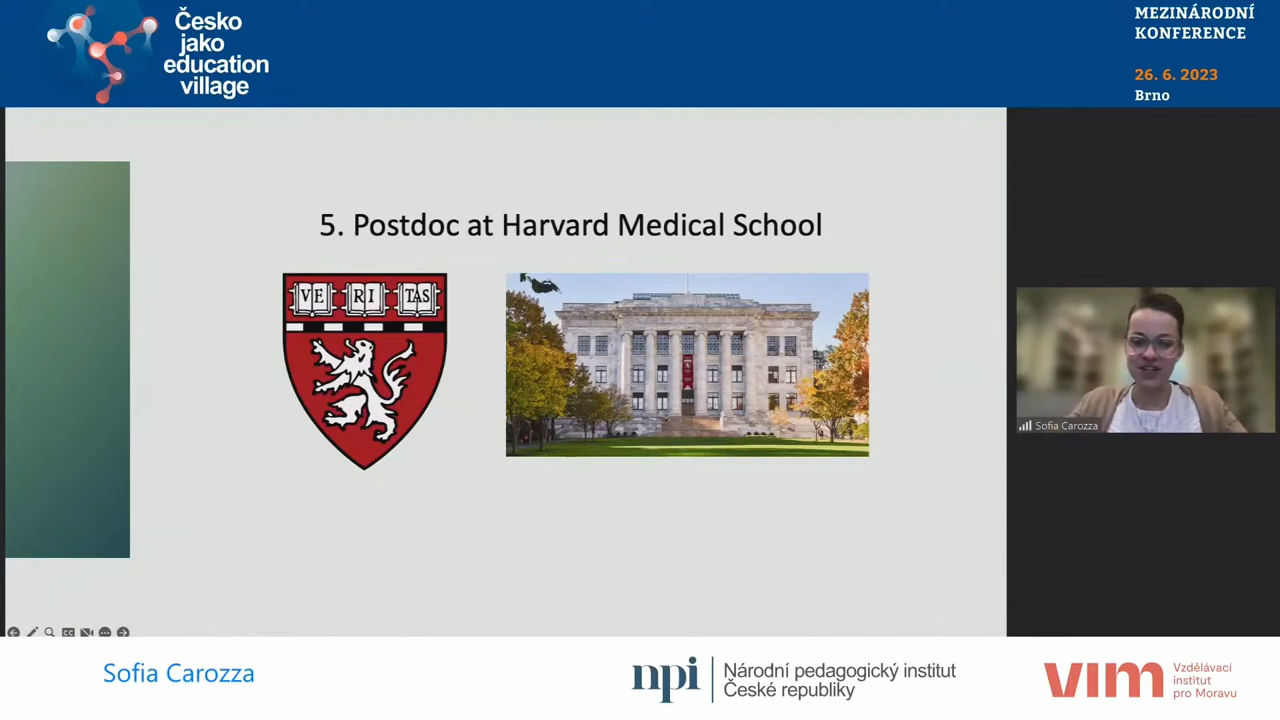 Česko
jako
education
village
MEZINÁRODNÍ
KONFERENCE
26. 6. 2023
Brno
5. Postdoc at Harvard Medical School
VE RI TAS
Sofia Carozza
Sofia Carozza
npi
Národní pedagogický institut
České republiky
vim
Vzdělávací
institut
pro Moravu